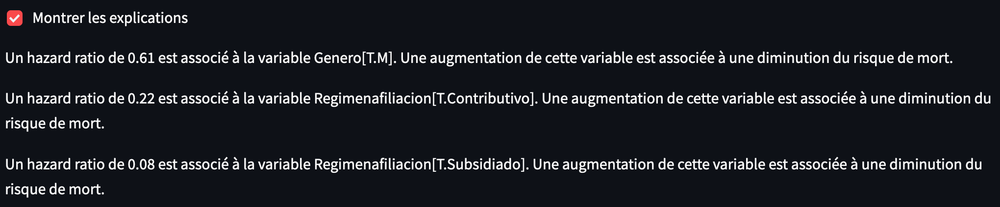 Montrer les explications
Un hazard ratio de 0.61 est associé à la variable Genero[T.M]. Une augmentation de cette variable est associée à une diminution du risque de mort.
Un hazard ratio de 0.22 est associé à la variable Regimenafiliacion[T.Contributivo]. Une augmentation de cette variable est associée à une diminution du
risque de mort.
Un hazard ratio de 0.08 est associé à la variable Regimenafiliacion[T.Subsidiado]. Une augmentation de cette variable est associée à une diminution du
risque de mort.